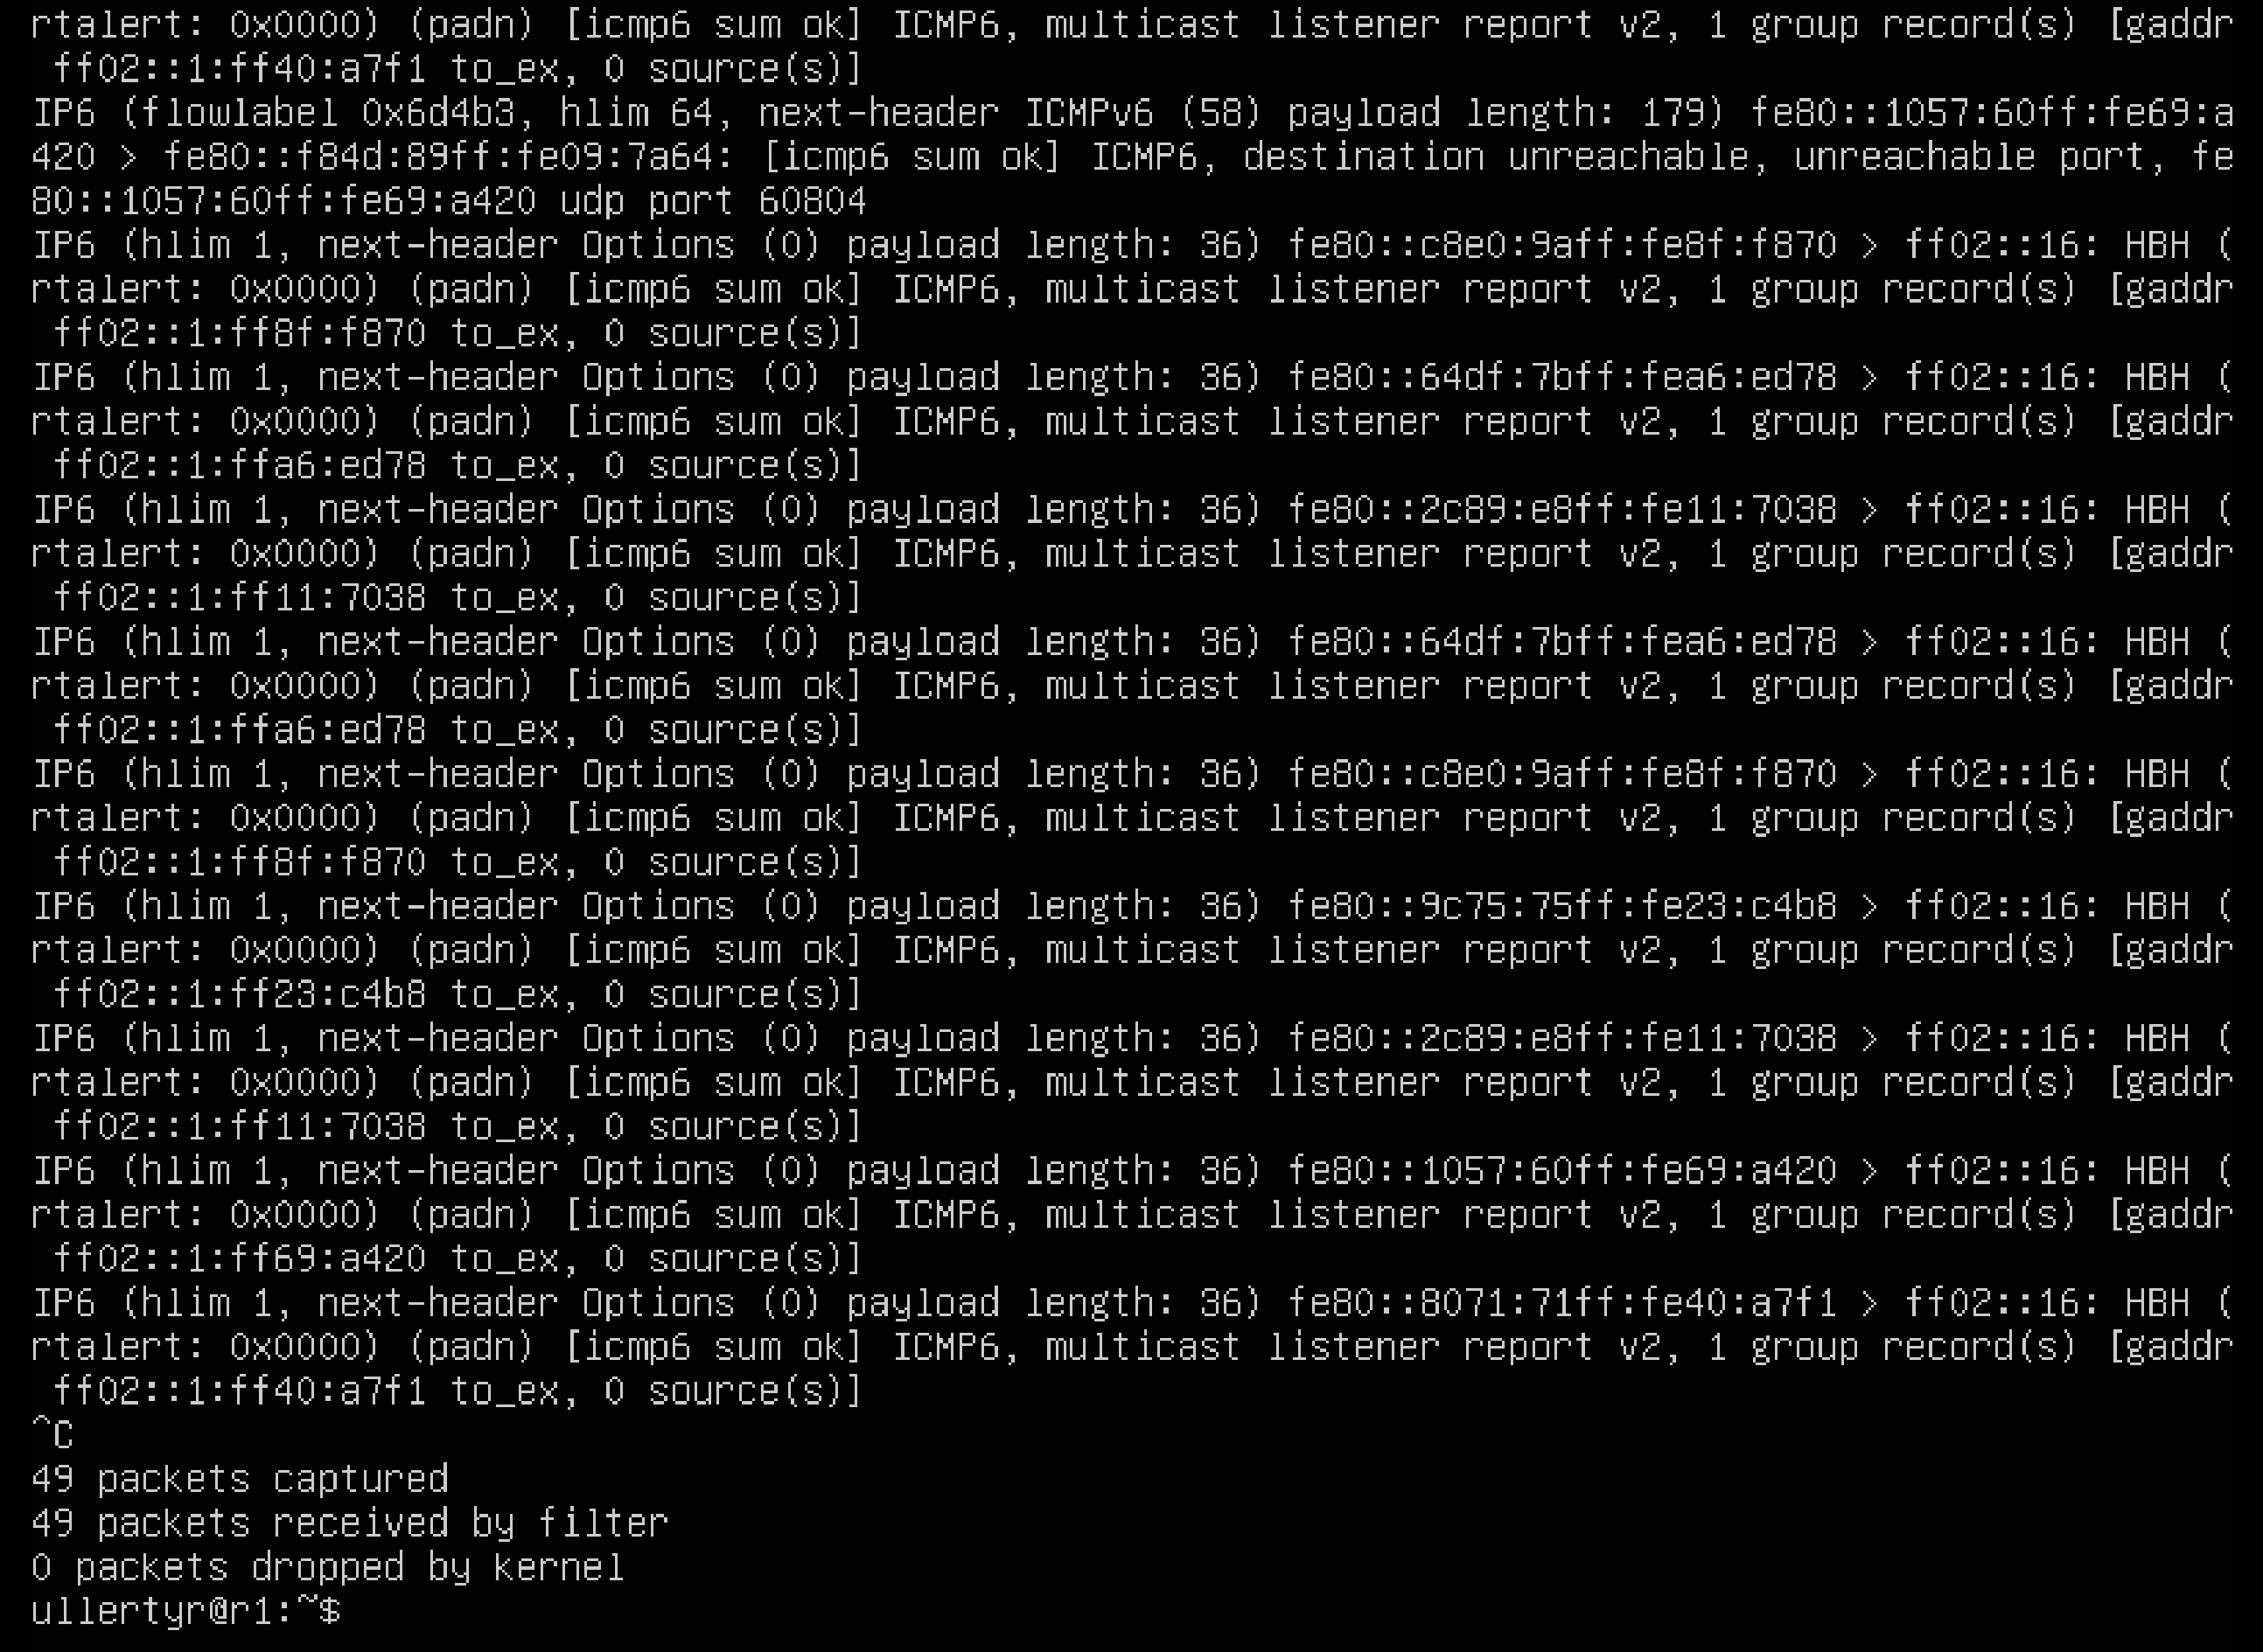 rtalert: 0x0000) (padn) [icmp6 sum ok] ICMP6, multicast listener report v2, 1 group record(s) [gaddr
 ff02::1:ff40:a7f1 to_ex, 0 source(s)]
IP6 (flowlabel 0x6d4b3, hlim 64, next-header ICMPv6 (58) payload length: 179) fe80::1057:60ff:fe69:a
420 > fe80::f84d:89ff:fe09:7a64: [icmp6 sum ok] ICMP6, destination unreachable, unreachable port, fe
80::1057:60ff:fe69:a420 udp port 60804
IP6 (hlim 1, next-header Options (0) payload length: 36) fe80::c8e0:9aff:fe8f:f870 > ff02::16: HBH (
rtalert: 0x0000) (padn) [icmp6 sum ok] ICMP6, multicast listener report v2, 1 group record(s) [gaddr
 ff02::1:ff8f:f870 to_ex, 0 source(s)]
IP6 (hlim 1, next-header Options (0) payload length: 36) fe80::64df:7bff:fea6:ed78 > ff02::16: HBH (
rtalert: 0x0000) (padn) [icmp6 sum ok] ICMP6, multicast listener report v2, 1 group record(s) [gaddr
 ff02::1:ffa6:ed78 to_ex, 0 source(s)]
IP6 (hlim 1, next-header Options (0) payload length: 36) fe80::2c89:e8ff:fe11:7038 > ff02::16: HBH (
rtalert: 0x0000) (padn) [icmp6 sum ok] ICMP6, multicast listener report v2, 1 group record(s) [gaddr
 ff02::1:ff11:7038 to_ex, 0 source(s)]
IP6 (hlim 1, next-header Options (0) payload length: 36) fe80::64df:7bff:fea6:ed78 > ff02::16: HBH (
rtalert: 0x0000) (padn) [icmp6 sum ok] ICMP6, multicast listener report v2, 1 group record(s) [gaddr
 ff02::1:ffa6:ed78 to_ex, 0 source(s)]
IP6 (hlim 1, next-header Options (0) payload length: 36) fe80::c8e0:9aff:fe8f:f870 > ff02::16: HBH (
rtalert: 0x0000) (padn) [icmp6 sum ok] ICMP6, multicast listener report v2, 1 group record(s) [gaddr
 ff02::1:ff8f:f870 to_ex, 0 source(s)]
IP6 (hlim 1, next-header Options (0) payload length: 36) fe80::9c75:75ff:fe23:c4b8 > ff02::16: HBH (
rtalert: 0x0000) (padn) [icmp6 sum ok] ICMP6, multicast listener report v2, 1 group record(s) [gaddr
 ff02::1:ff23:c4b8 to_ex, 0 source(s)]
IP6 (hlim 1, next-header Options (0) payload length: 36) fe80::2c89:e8ff:fe11:7038 > ff02::16: HBH (
rtalert: 0x0000) (padn) [icmp6 sum ok] ICMP6, multicast listener report v2, 1 group record(s) [gaddr
 ff02::1:ff11:7038 to_ex, 0 source(s)]
IP6 (hlim 1, next-header Options (0) payload length: 36) fe80::1057:60ff:fe69:a420 > ff02::16: HBH (
rtalert: 0x0000) (padn) [icmp6 sum ok] ICMP6, multicast listener report v2, 1 group record(s) [gaddr
 ff02::1:ff69:a420 to_ex, 0 source(s)]
IP6 (hlim 1, next-header Options (0) payload length: 36) fe80::8071:71ff:fe40:a7f1 > ff02::16: HBH (
rtalert: 0x0000) (padn) [icmp6 sum ok] ICMP6, multicast listener report v2, 1 group record(s) [gaddr
 ff02::1:ff40:a7f1 to_ex, 0 source(s)]
^C
49 packets captured
49 packets received by filter
0 packets dropped by kernel
ullertyr@r1:~$